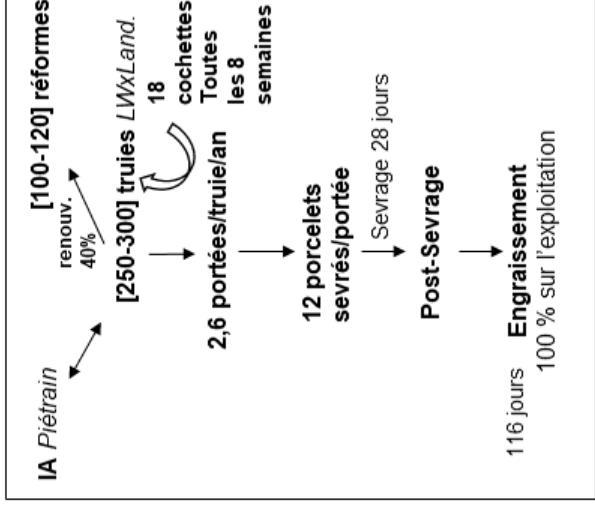 [100-120] réformes
renouv.
40%
IA Piétrain
[250-300] truies LWxLand.
18
cochettes
Toutes
les 8
semaines
2,6 portées/truie/an
12 porcelets
sevrés/portée
Sevrage 28 jours
Post-Sevrage
116 jours
Engraissement
100 % sur l'exploitation